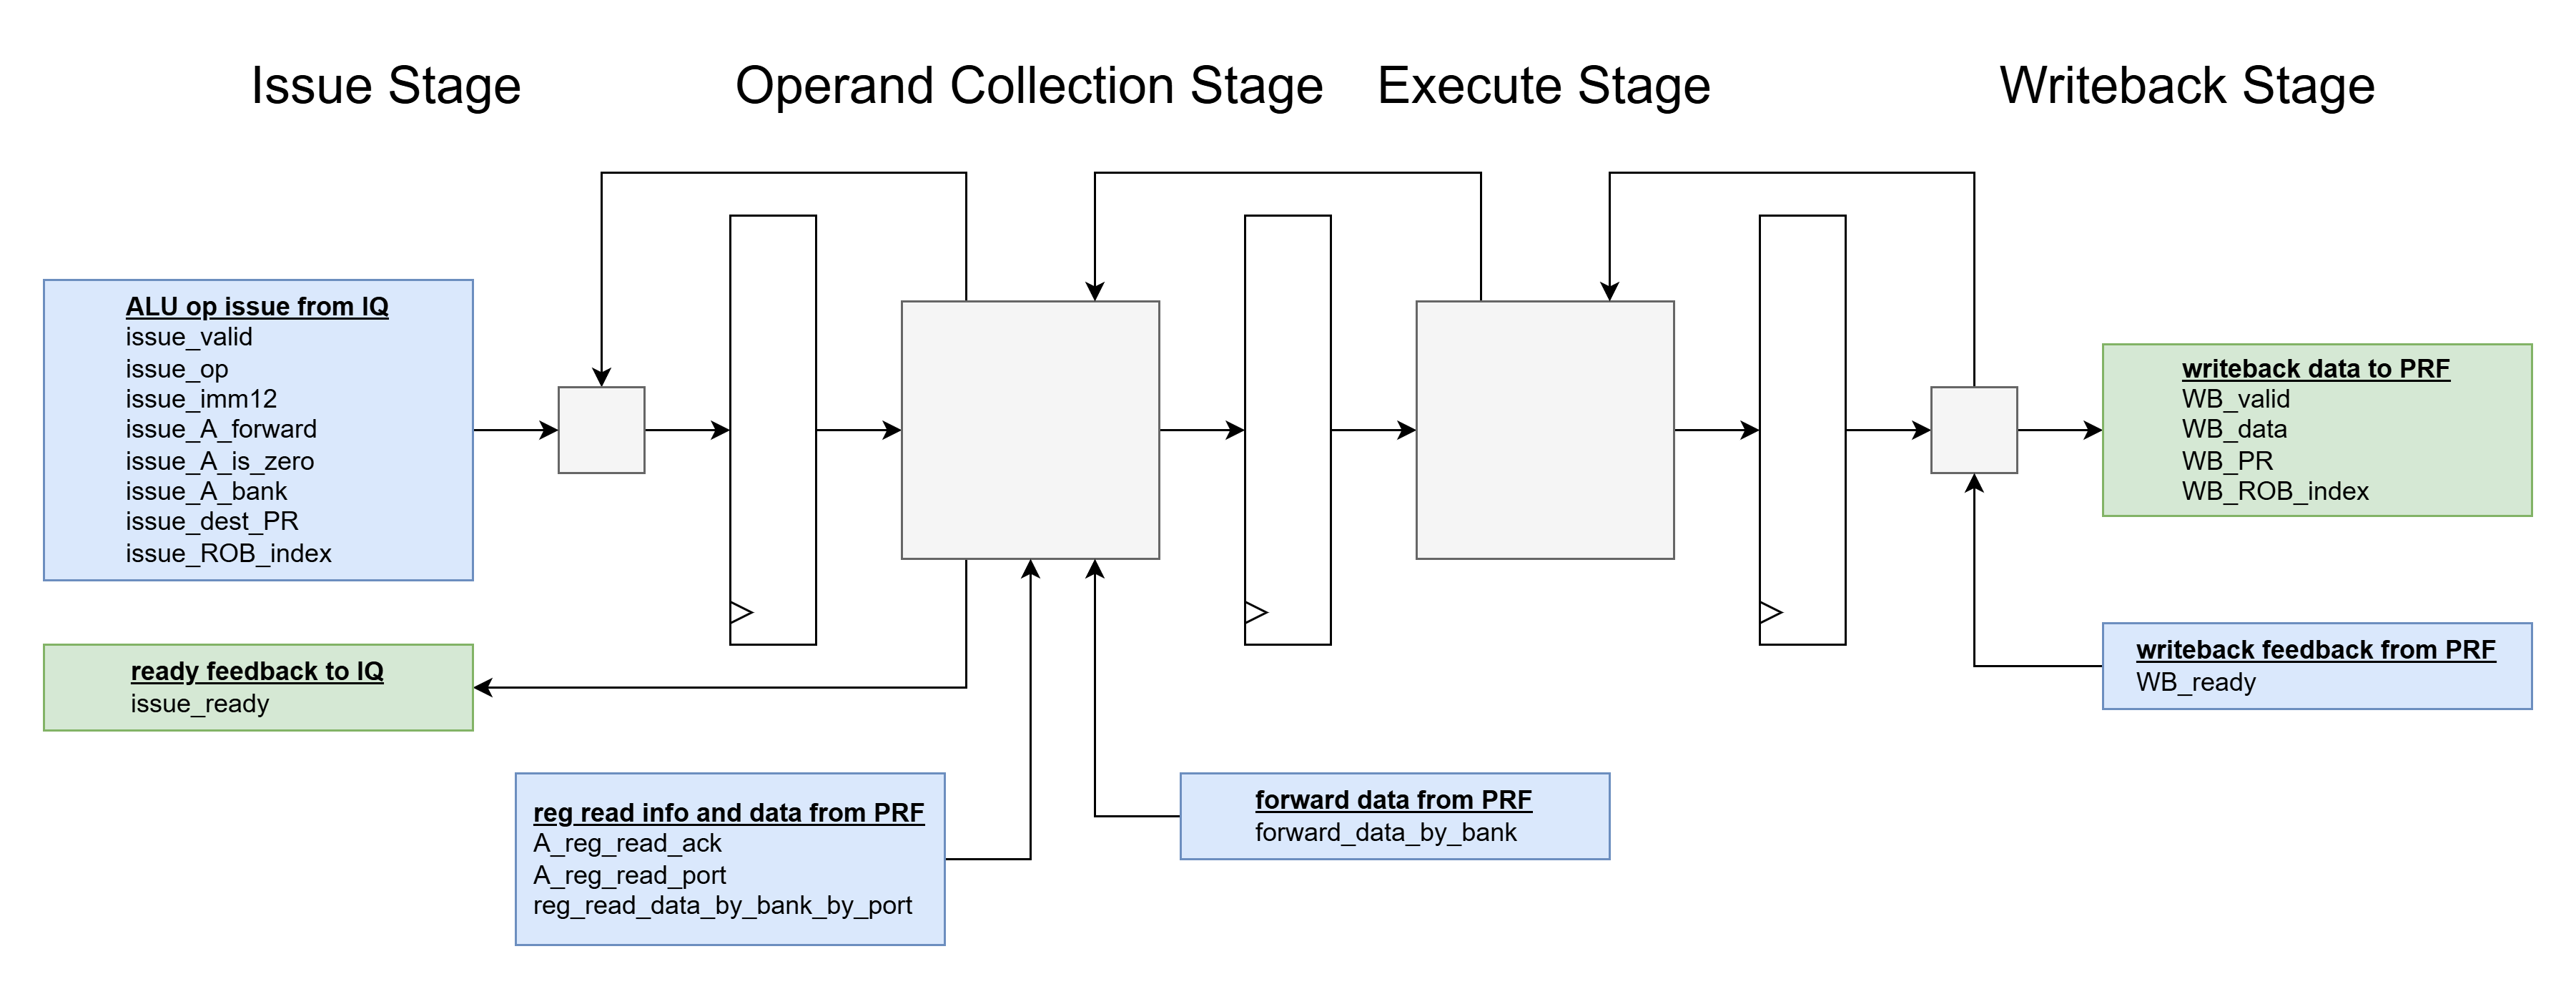 Issue Stage
Operand Collection Stage
Execute Stage
Writeback Stage
ALU op issue from IQ
issue_valid
issue_op
issue_imm12
issue_A_forward
issue_A_is_zero
issue_A_bank
issue_dest_PR
issue_ROB_index
ready feedback to IQ
issue_ready
reg read info and data from PRF
A_reg_read_ack
A_reg_read_port
reg_read_data_by_bank_by_port
forward data from PRF
forward_data_by_bank
writeback data to PRF
WB_valid
WB_data
WB_PR
WB_ROB_index
writeback feedback from PRF
WB_ready